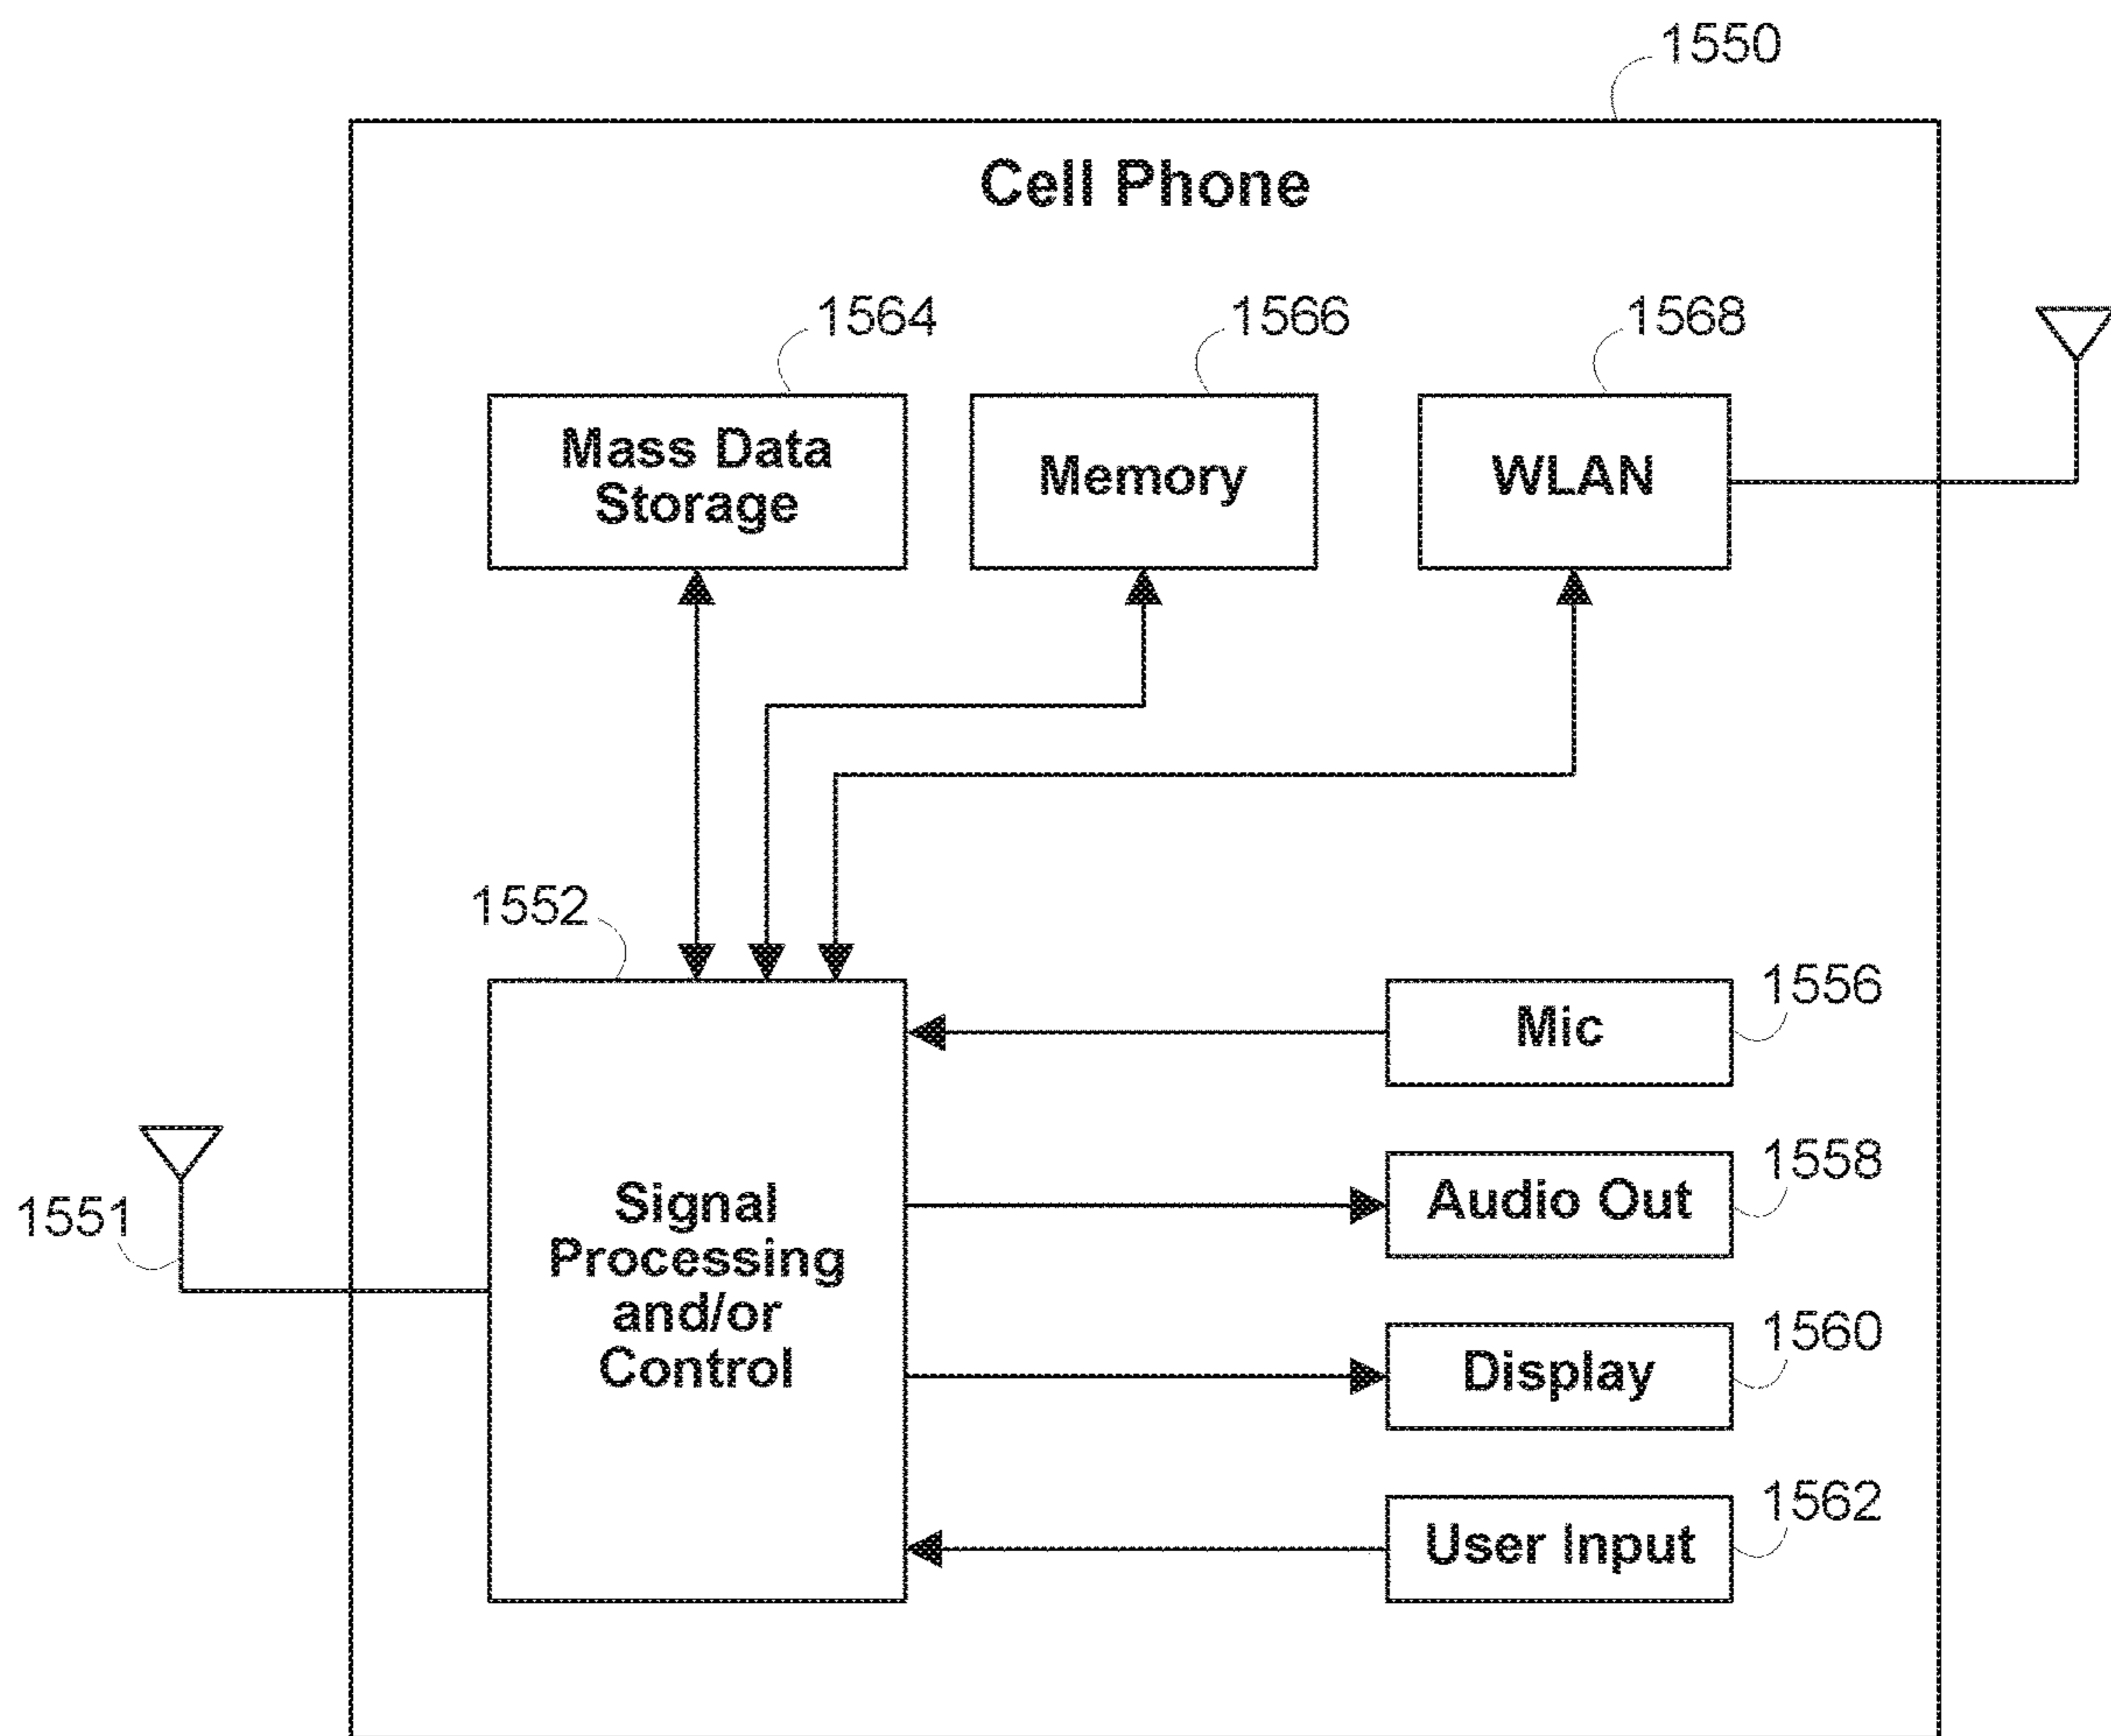 1550
Cell Phone
1564
1566
1568
Mass Data
Storage
Memory
WLAN
1552
1556
Mic
1558
Audio Out
1551
Signal
Processing
and/or
Control
1560
Display
1562
User Input